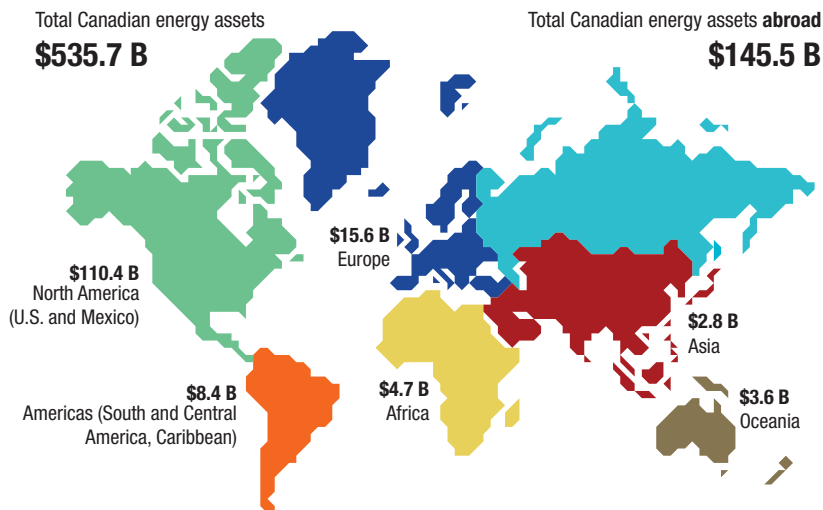 Total Canadian energy assets
$535.7 B
Total Canadian energy assets abroad
$145.5 B
$15.6 B
Europe
$110.4 B
North America
(U.S. and Mexico)
$2.8 B
Asia
$8.4 B
Americas (South and Central
America, Caribbean)
$4.7 B
Africa
$3.6 B
Oceania